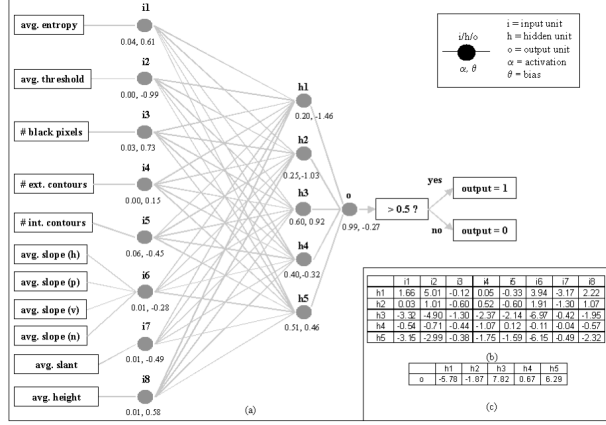 i1
avg. entropy
0.04, 0.61
i2
avg. threshold
0.00, -0.99
i3
# black pixels
0.03, 0.73
i4
# ext. contours
0.00, 0.15
i5
# int. contours
0.06, -0.45
avg. slope (h)
avg. slope (p)
avg. slope (v)
avg. slope (n)
i6
0.01, -0.28
i7
avg. slant
0.01, -0.49
i8
avg. height
0.01, 0.58
h1
0.20, -1.46
h2
0.25,-1.03
h3
0.60, 0.92
h4
0.40,-0.32
h5
0.51, 0.46
o
0.99, -0.27
> 0.5 ?
yes
output = 1
no
output = 0
(a)
i/h/o
α, θ
i = input unit
h = hidden unit
o = output unit
α = activation
θ = bias
i1 i2 i3 i4 i5 i6 i7 i8
h1 1.66 5.01 -0.12 0.05 -0.33 3.94 -3.17 2.22
h2 0.03 1.01 -0.60 0.52 -0.60 1.91 -1.30 1.07
h3 -3.32 -4.90 -1.30 -2.37 -2.14 -6.97 -0.42 -1.95
h4 -0.54 -0.71 -0.44 -1.07 0.12 -0.11 -0.04 -0.57
h5 -3.15 -2.99 -0.38 -1.75 -1.59 -6.15 -0.49 -2.32
(b)
h1 h2 h3 h4 h5
o -5.78 -1.87 7.82 0.67 6.29
(c)